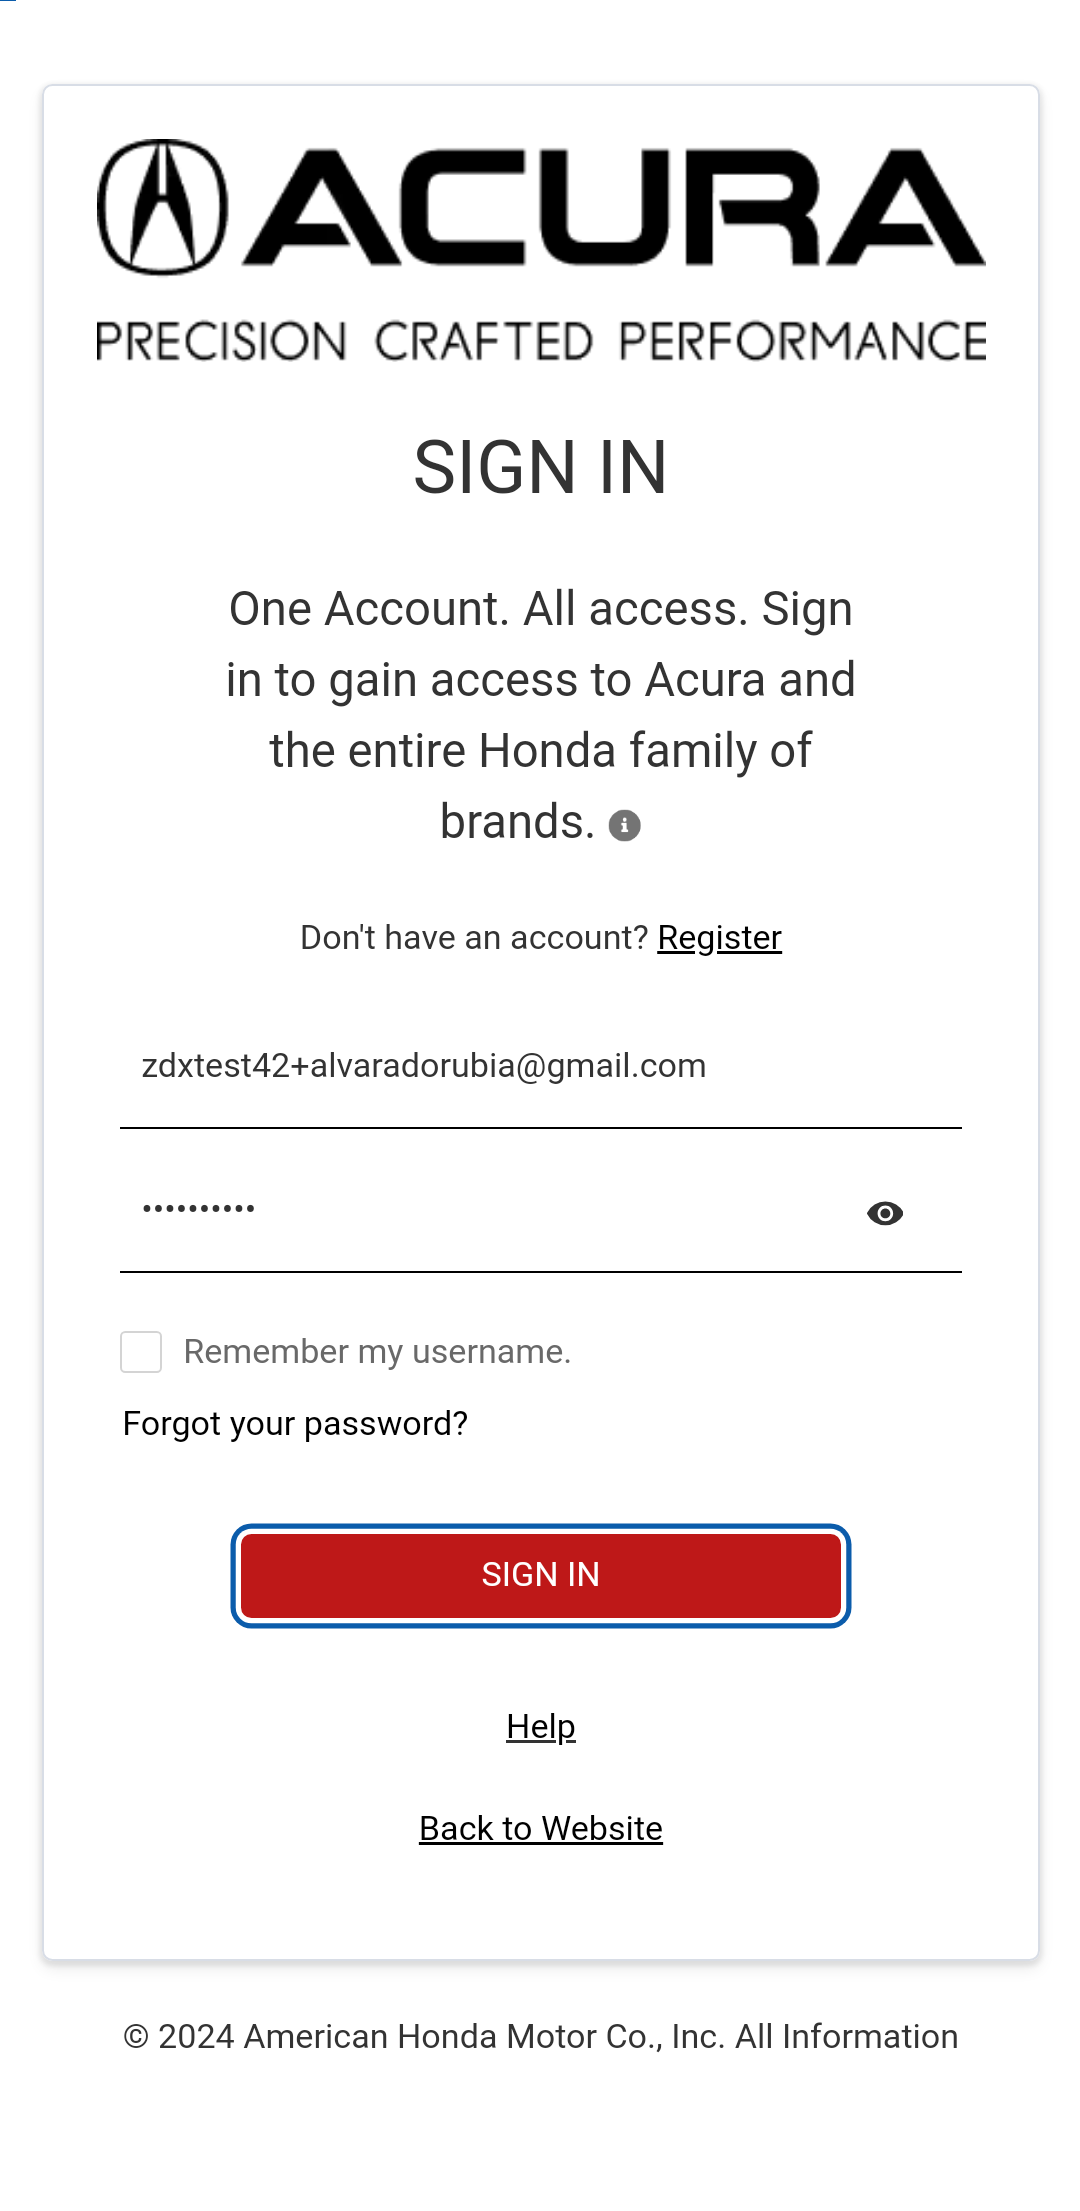 ACURA
PRECISION CRAFTED PERFORMANCE
SIGN IN
One Account. All access. Sign
in to gain access to Acura and
the entire Honda family of
brands.
Don't have an account? Register
zdxtest42+alvaradorubia@gmail.com
••••••••••
Remember my username.
Forgot your password?
SIGN IN
Help
Back to Website
© 2024 American Honda Motor Co., Inc. All Information